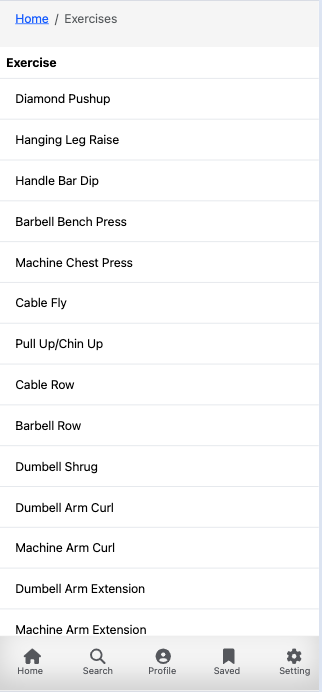 Home / Exercises
Exercise
Diamond Pushup
Hanging Leg Raise
Handle Bar Dip
Barbell Bench Press
Machine Chest Press
Cable Fly
Pull Up/Chin Up
Cable Row
Barbell Row
Dumbell Shrug
Dumbell Arm Curl
Machine Arm Curl
Dumbell Arm Extension
Machine Arm Extension
Home Search Profile Saved Setting